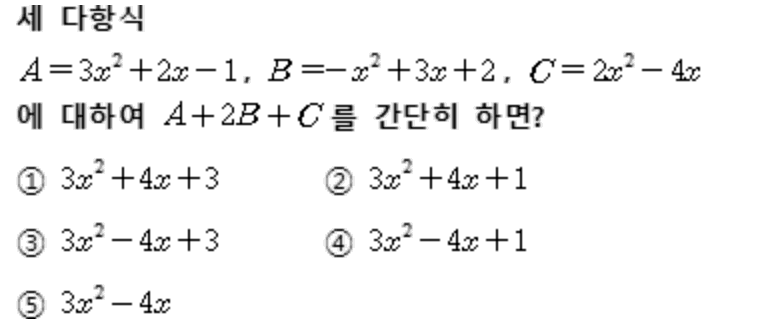 세 다항식
A=3x²+2x−1, B=−x²+3x+2, C=2x²−4x
에 대하여 A+2B+C를 간단히 하면?
① 3x²+4x+3 ② 3x²+4x+1
③ 3x²−4x+3 ④ 3x²−4x+1
⑤ 3x²−4x